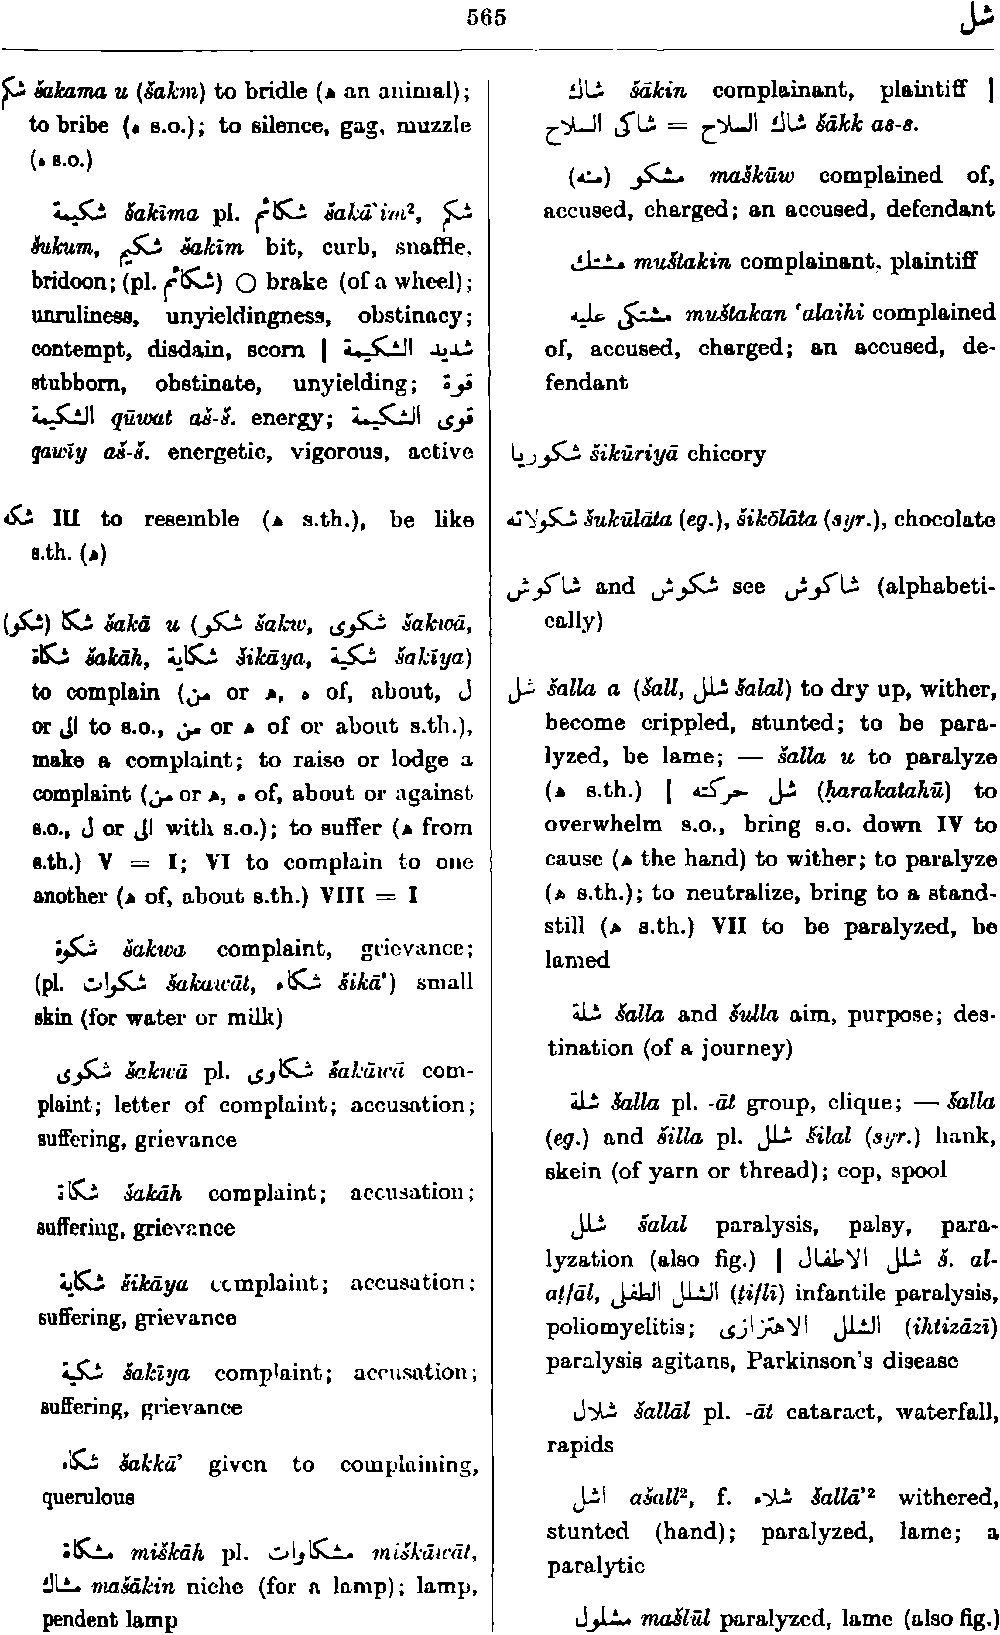 565
شل
شكم šakama u (šakm) to bridle (ه an animal);
to bribe (ه s.o.); to silence, gag, muzzle
(ه s.o.)
شكيمة šakīma pl. شكائم šakā'im², شكم
šukum, شكيم šakīm bit, curb, snaffle,
bridoon; (pl. شكائم) ○ brake (of a wheel);
unruliness, unyieldingness, obstinacy;
contempt, disdain, scorn | شديد الشكيمة
stubborn, obstinate, unyielding; قوة
الشكيمة qūwat aš-š. energy; قوى الشكيمة
qawīy aš-š. energetic, vigorous, active
شكه III to resemble (ه s.th.), be like
s.th. (ه)
(شكو) شكا šakā u (شكو šakw, شكوى šakwā,
شكاة šakāh, شكاية šikāya, شكية šakīya)
to complain (من or ه, ه of, about, ل
or الى to s.o., من or ه of or about s.th.),
make a complaint; to raise or lodge a
complaint (من or ه, ه of, about or against
s.o., ل or الى with s.o.); to suffer (ه from
s.th.) V = I; VI to complain to one
another (ه of, about s.th.) VIII = I
شكوة šakwa complaint, grievance;
(pl. شكوات šakawāt, شكاء šikā') small
skin (for water or milk)
شكوى šakwā pl. شكاوى šakāwā com-
plaint; letter of complaint; accusation;
suffering, grievance
شكاة šakāh complaint; accusation;
suffering, grievance
شكاية šikāya complaint; accusation;
suffering, grievance
شكية šakīya complaint; accusation;
suffering, grievance
شكاء šakkā' given to complaining,
querulous
مشكاة miškāh pl. مشكاوات miškāwāt,
مشاك mašākin niche (for a lamp); lamp,
pendent lamp
شاك šākin complainant, plaintiff |
شاك السلاح = شاكى السلاح šākk as-s.
مشكو (منه) maškūw complained of,
accused, charged; an accused, defendant
مشتك muštakin complainant, plaintiff
مشتكى عليه muštakan 'alaihi complained
of, accused, charged; an accused, de-
fendant
شكوريا šikūriyā chicory
شكولاته šukūlāta (eg.), šikōlāta (syr.), chocolate
شاكوش and شكوش see شاكوش (alphabeti-
cally)
شل šalla a (šall, شلل šalal) to dry up, wither,
become crippled, stunted; to be para-
lyzed, be lame; — šalla u to paralyze
(ه s.th.) | شل حركته (ḥarakatahū) to
overwhelm s.o., bring s.o. down IV to
cause (ه the hand) to wither; to paralyze
(ه s.th.); to neutralize, bring to a stand-
still (ه s.th.) VII to be paralyzed, be
lamed
شلة šalla and šulla aim, purpose; des-
tination (of a journey)
شلة šalla pl. -āt group, clique; — šalla
(eg.) and šilla pl. شلل šilal (syr.) hank,
skein (of yarn or thread); cop, spool
شلل šalal paralysis, palsy, para-
lyzation (also fig.) | شلل الاطفال š. al-
aṭfāl, الشلل الطفلى (ṭiflī) infantile paralysis,
poliomyelitis; الشلل الاهتزازى (ihtizāzī)
paralysis agitans, Parkinson's disease
شلال šallāl pl. -āt cataract, waterfall,
rapids
اشل ašall², f. شلاء šallā'² withered,
stunted (hand); paralyzed, lame; a
paralytic
مشلول mašlūl paralyzed, lame (also fig.)